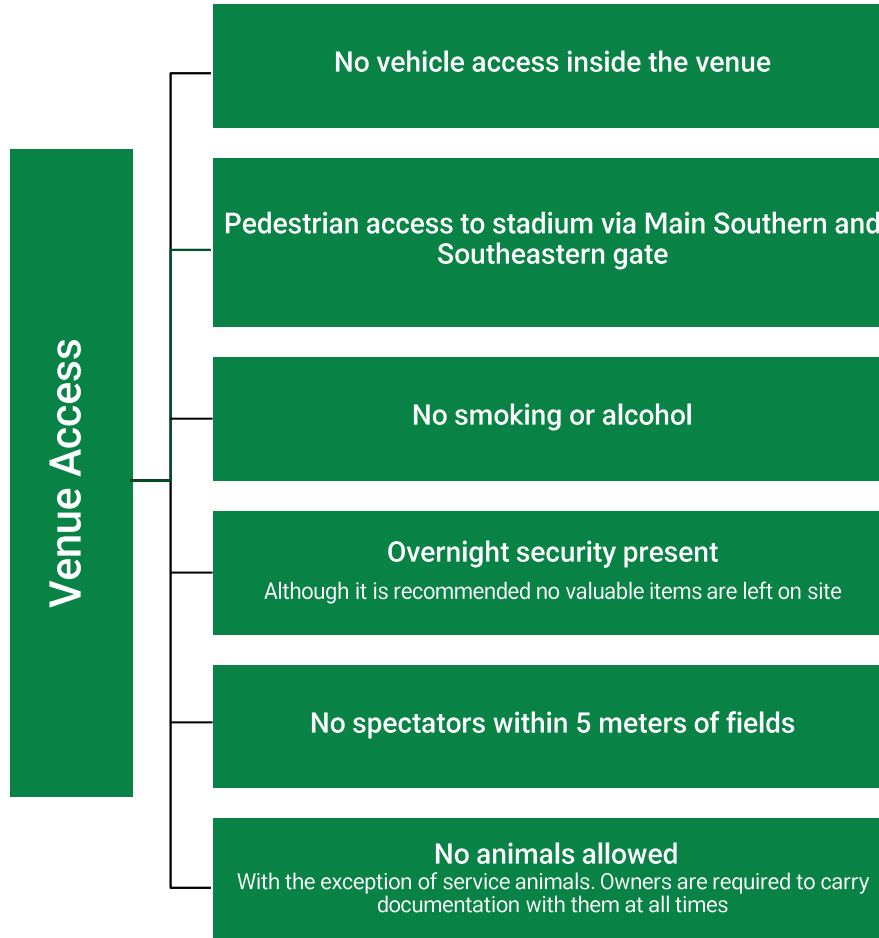 Venue Access
No vehicle access inside the venue
Pedestrian access to stadium via Main Southern and
Southeastern gate
No smoking or alcohol
Overnight security present
Although it is recommended no valuable items are left on site
No spectators within 5 meters of fields
No animals allowed
With the exception of service animals. Owners are required to carry
documentation with them at all times